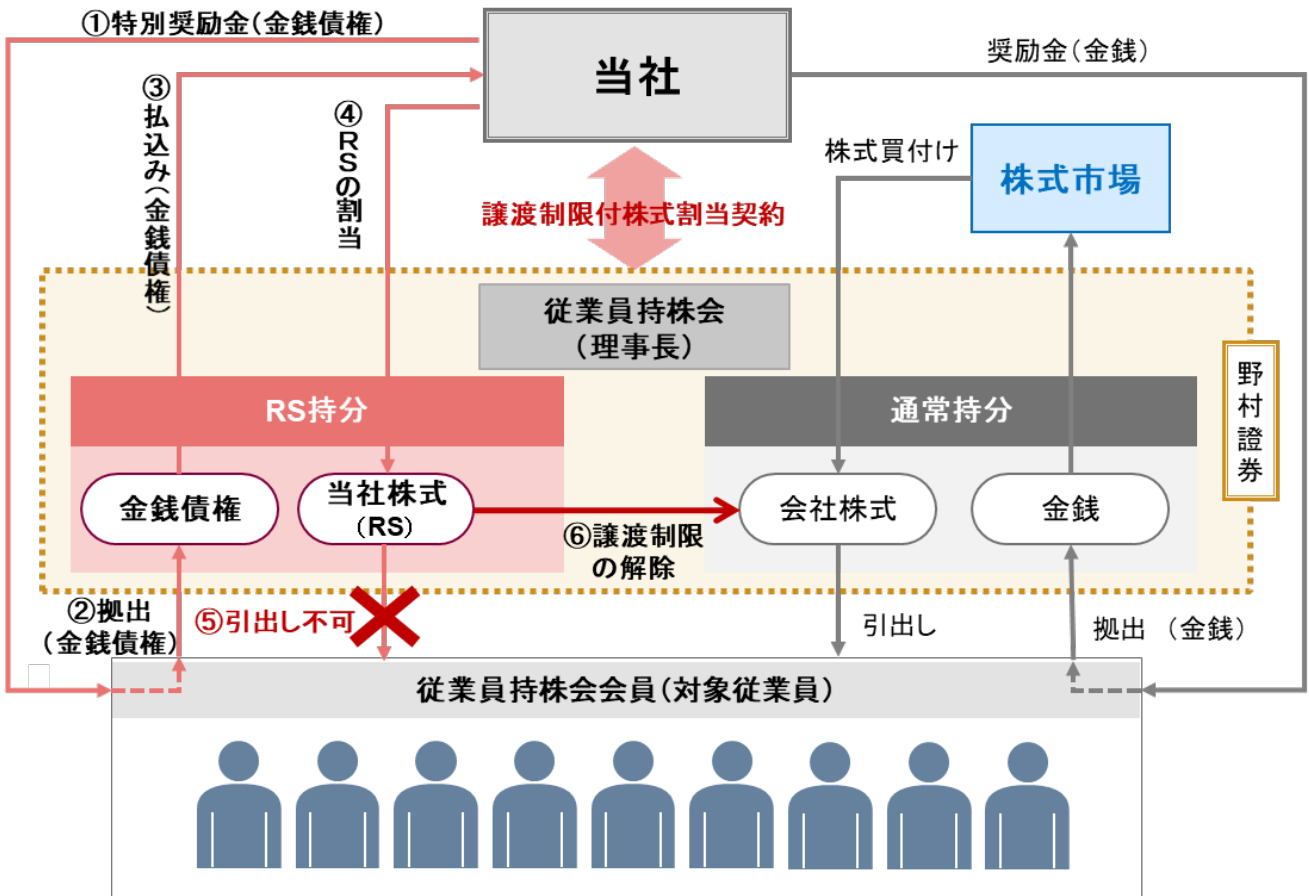 ①特別奨励金(金銭債権)
当社
奨励金(金銭)
③払込み(金銭債権)
④RSの割当
株式買付け
株式市場
譲渡制限付株式割当契約
従業員持株会
(理事長)
野村證券
RS持分
通常持分
金銭債権
当社株式
(RS)
会社株式
金銭
⑥譲渡制限
の解除
②拠出
(金銭債権)
⑤引出し不可
引出し
拠出 (金銭)
従業員持株会会員(対象従業員)